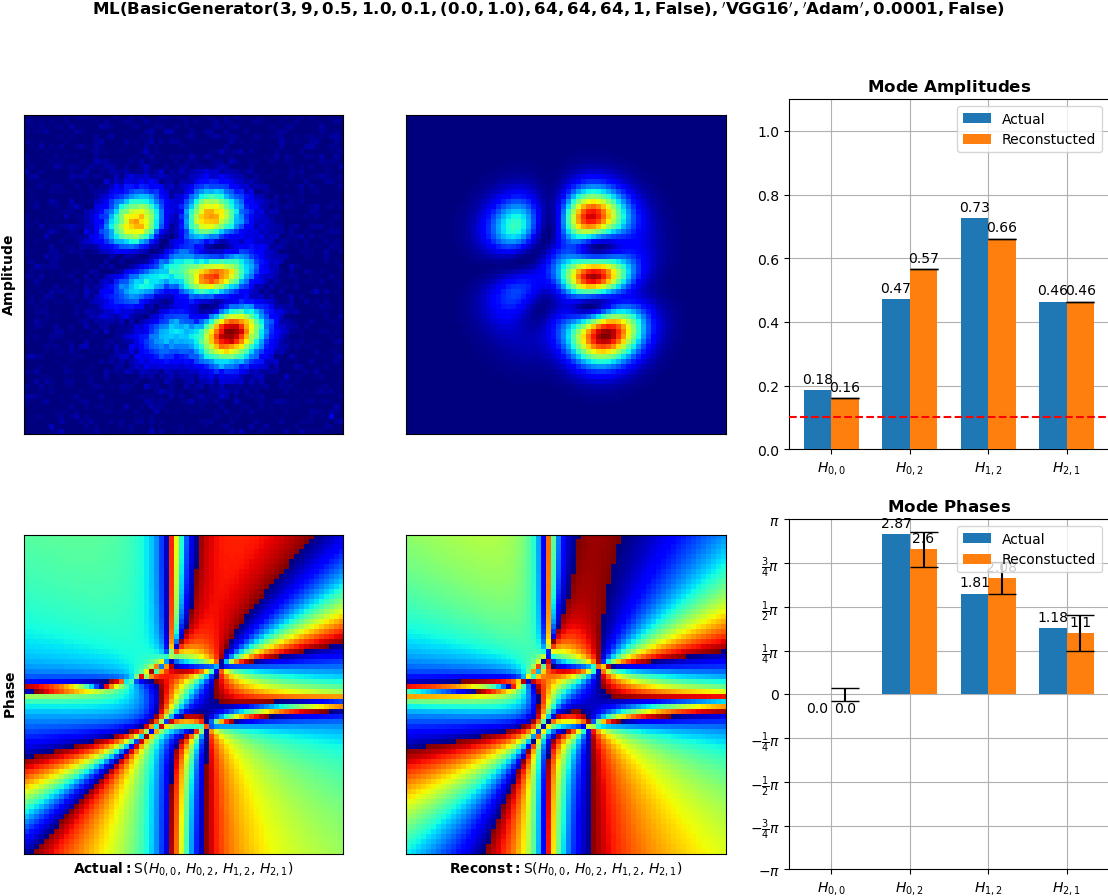 ML(BasicGenerator(3, 9, 0.5, 1.0, 0.1, (0.0, 1.0), 64, 64, 64, 1, False), ′VGG16′, ′Adam′, 0.0001, False)
Amplitude
Mode Amplitudes
Actual
Reconstucted
1.0
0.8
0.6
0.4
0.2
0.0
0.18
0.16
0.47
0.57
0.73
0.66
0.46
0.46
H0,0
H0,2
H1,2
H2,1
Phase
Actual: S(H0,0, H0,2, H1,2, H2,1)
Reconst: S(H0,0, H0,2, H1,2, H2,1)
Mode Phases
Actual
Reconstucted
π
3/4π
1/2π
1/4π
0
−1/4π
−1/2π
−3/4π
−π
0.0
0.0
2.87
2.6
1.81
2.08
1.18
1.1
H0,0
H0,2
H1,2
H2,1